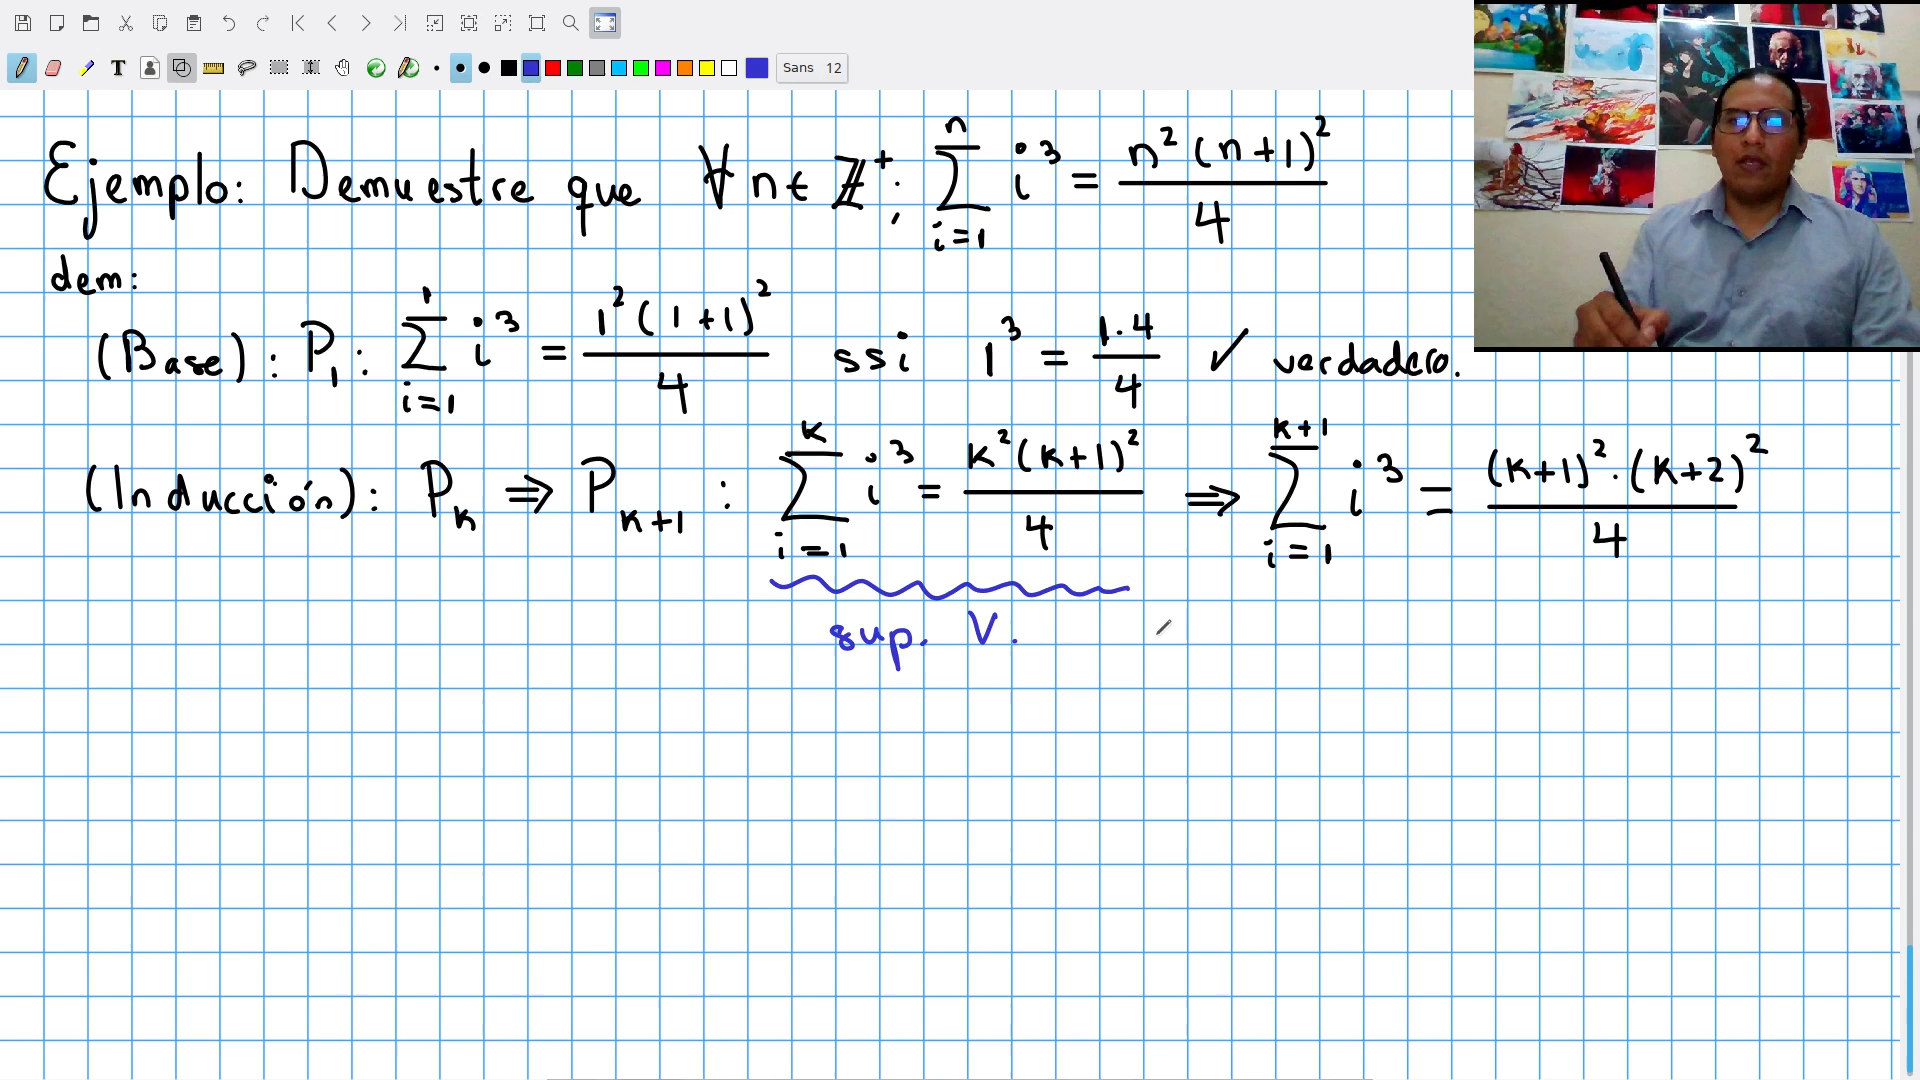 Sans 12
Ejemplo: Demuestre que ∀ n ∈ ℤ⁺; ∑_{i=1}^{n} i³ = n²(n+1)²/4
dem:
(Base): P₁: ∑_{i=1}^{1} i³ = 1²(1+1)²/4 ssi 1³ = 1·4/4 ✓ verdadero.
(Inducción): P_k ⇒ P_{k+1} : ∑_{i=1}^{k} i³ = k²(k+1)²/4 ⇒ ∑_{i=1}^{k+1} i³ = (k+1)²·(k+2)²/4
sup. V.